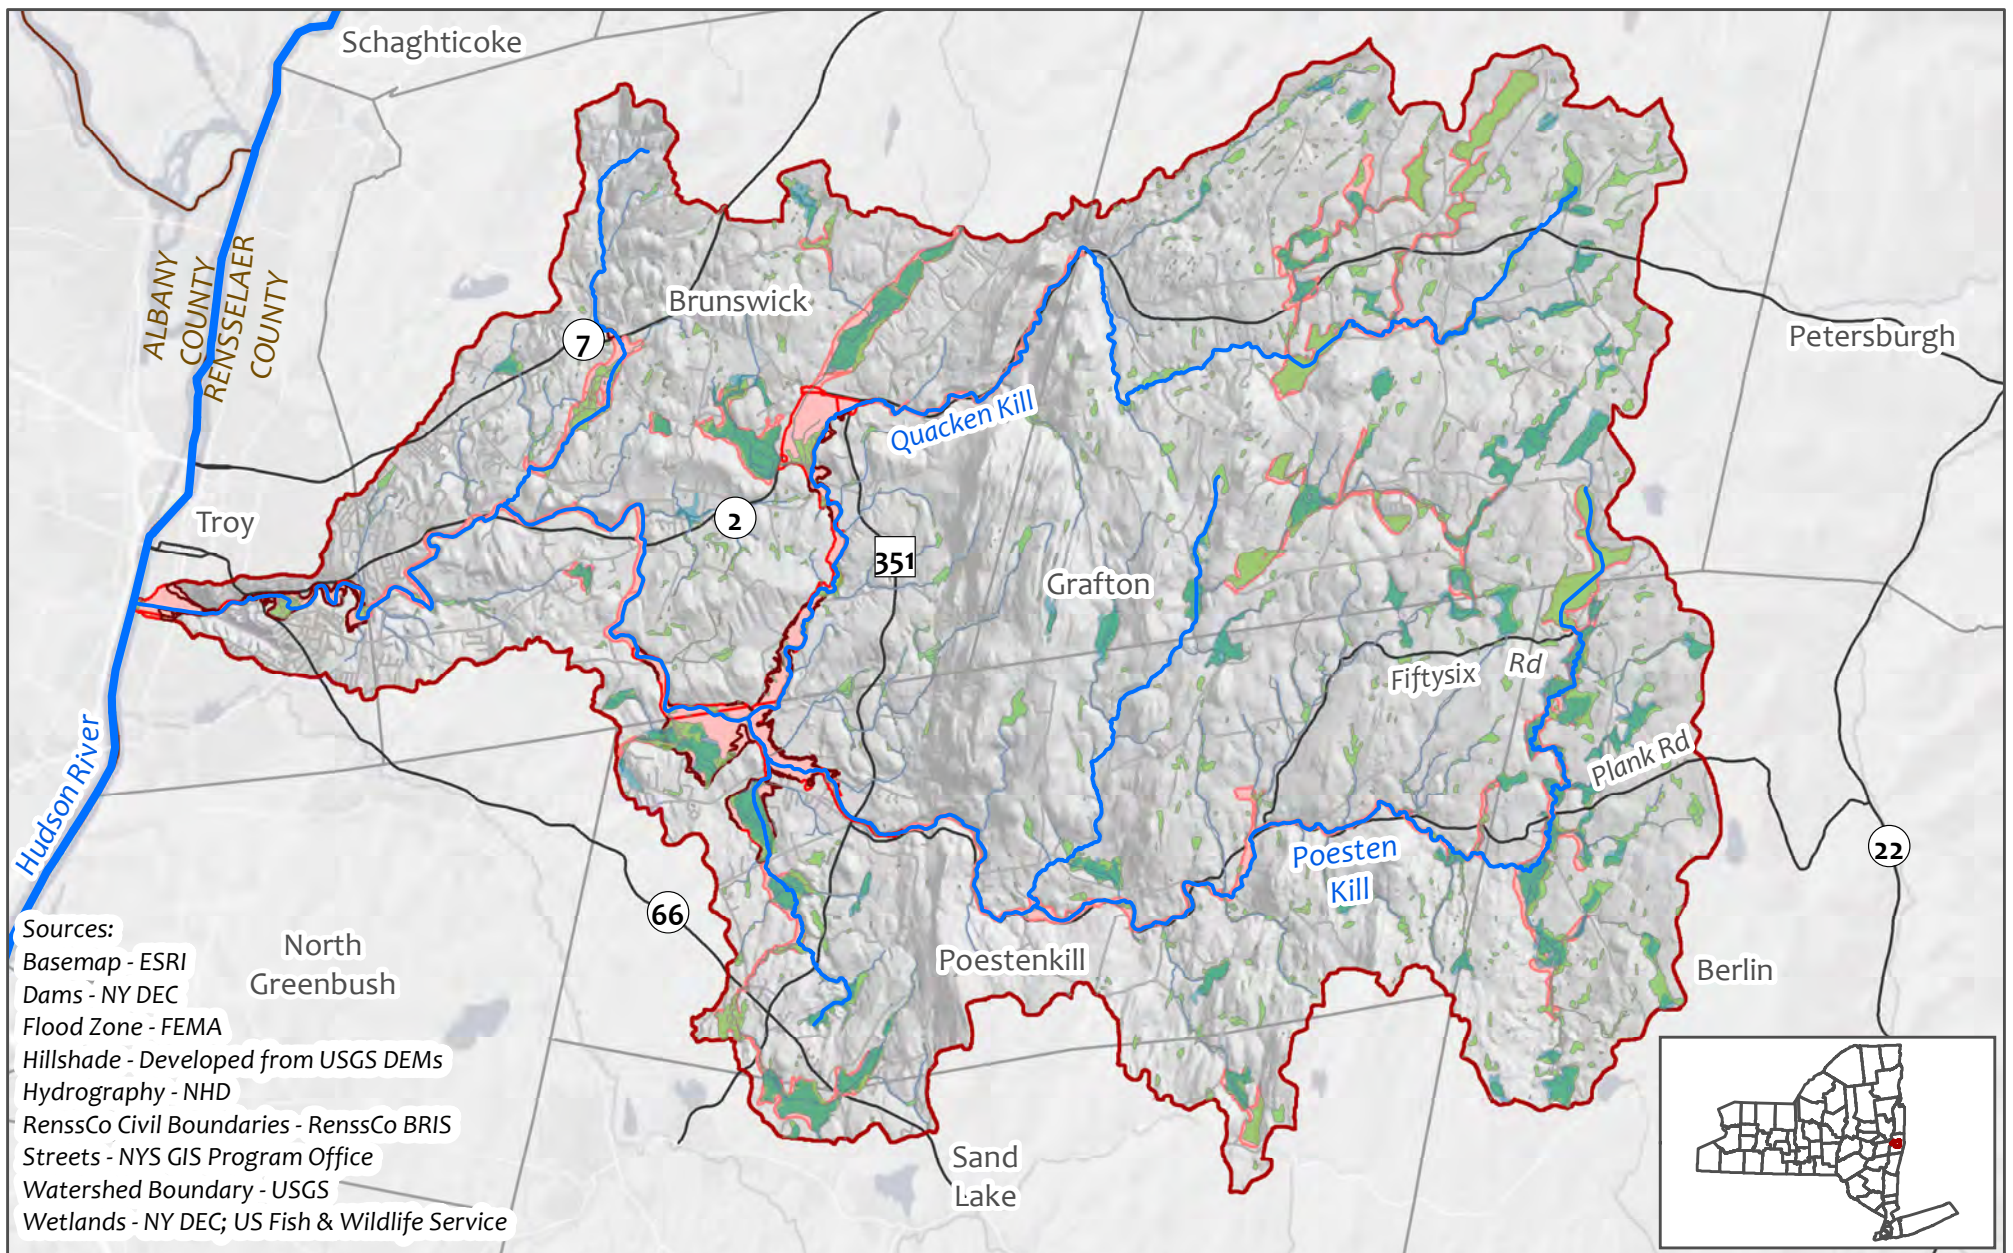 Schaghticoke
ALBANY
COUNTY
RENSSELAER
COUNTY
Brunswick
7
Petersburgh
Quacken Kill
Troy
2
351
Grafton
Fiftysix Rd
Plank Rd
Hudson River
Poesten
Kill
22
66
North
Greenbush
Poestenkill
Berlin
Sand
Lake
Sources:
Basemap - ESRI
Dams - NY DEC
Flood Zone - FEMA
Hillshade - Developed from USGS DEMs
Hydrography - NHD
RenssCo Civil Boundaries - RenssCo BRIS
Streets - NYS GIS Program Office
Watershed Boundary - USGS
Wetlands - NY DEC; US Fish & Wildlife Service